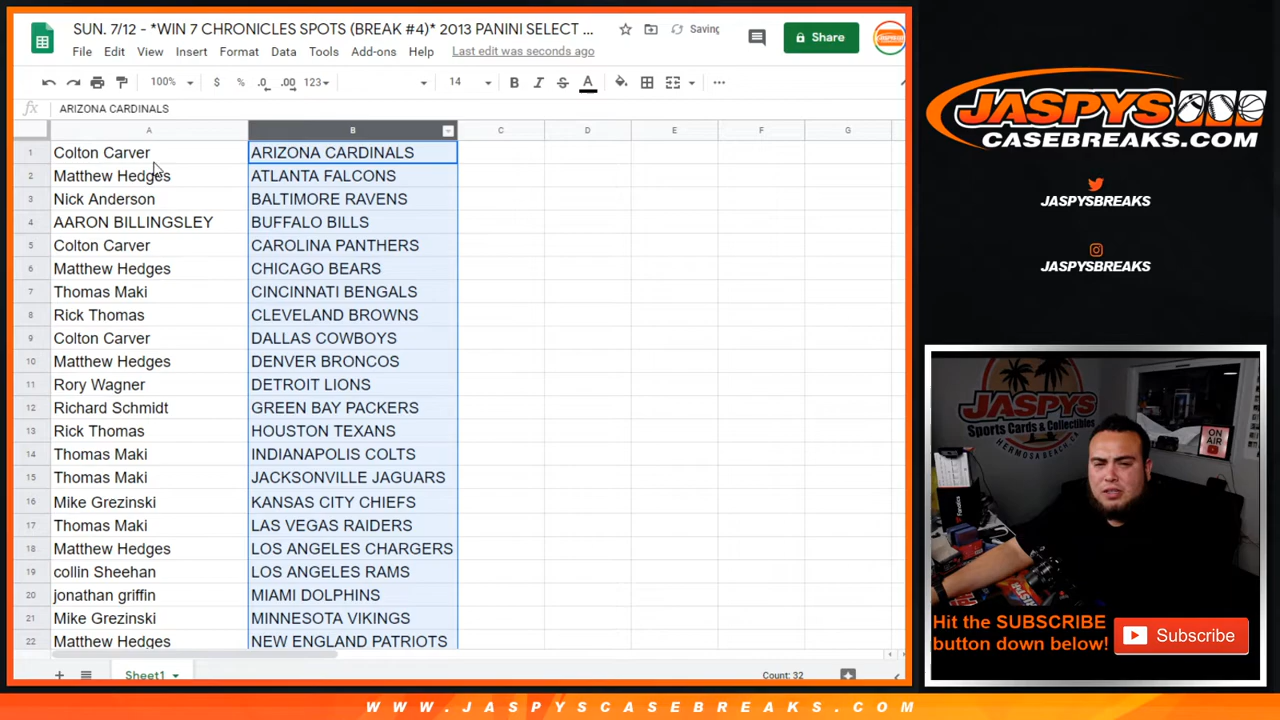 SUN. 7/12 - *WIN 7 CHRONICLES SPOTS (BREAK #4)* 2013 PANINI SELECT ...
Saving
Share
File Edit View Insert Format Data Tools Add-ons Help Last edit was seconds ago
100% $ % .0 .00 123 14 B I S A
fx ARIZONA CARDINALS
A B C D E F G
1 Colton Carver ARIZONA CARDINALS
2 Matthew Hedges ATLANTA FALCONS
3 Nick Anderson BALTIMORE RAVENS
4 AARON BILLINGSLEY BUFFALO BILLS
5 Colton Carver CAROLINA PANTHERS
6 Matthew Hedges CHICAGO BEARS
7 Thomas Maki CINCINNATI BENGALS
8 Rick Thomas CLEVELAND BROWNS
9 Colton Carver DALLAS COWBOYS
10 Matthew Hedges DENVER BRONCOS
11 Rory Wagner DETROIT LIONS
12 Richard Schmidt GREEN BAY PACKERS
13 Rick Thomas HOUSTON TEXANS
14 Thomas Maki INDIANAPOLIS COLTS
15 Thomas Maki JACKSONVILLE JAGUARS
16 Mike Grezinski KANSAS CITY CHIEFS
17 Thomas Maki LAS VEGAS RAIDERS
18 Matthew Hedges LOS ANGELES CHARGERS
19 collin Sheehan LOS ANGELES RAMS
20 jonathan griffin MIAMI DOLPHINS
21 Mike Grezinski MINNESOTA VIKINGS
22 Matthew Hedges NEW ENGLAND PATRIOTS
Sheet1
Count: 32
JASPYS
CASEBREAKS.COM
JASPYSBREAKS
JASPYSBREAKS
JASPYS
Sports Cards & Collectibles
HERMOSA BEACH, CA
ON AIR
Hit the SUBSCRIBE
button down below!
Subscribe
WWW.JASPYSCASEBREAKS.COM